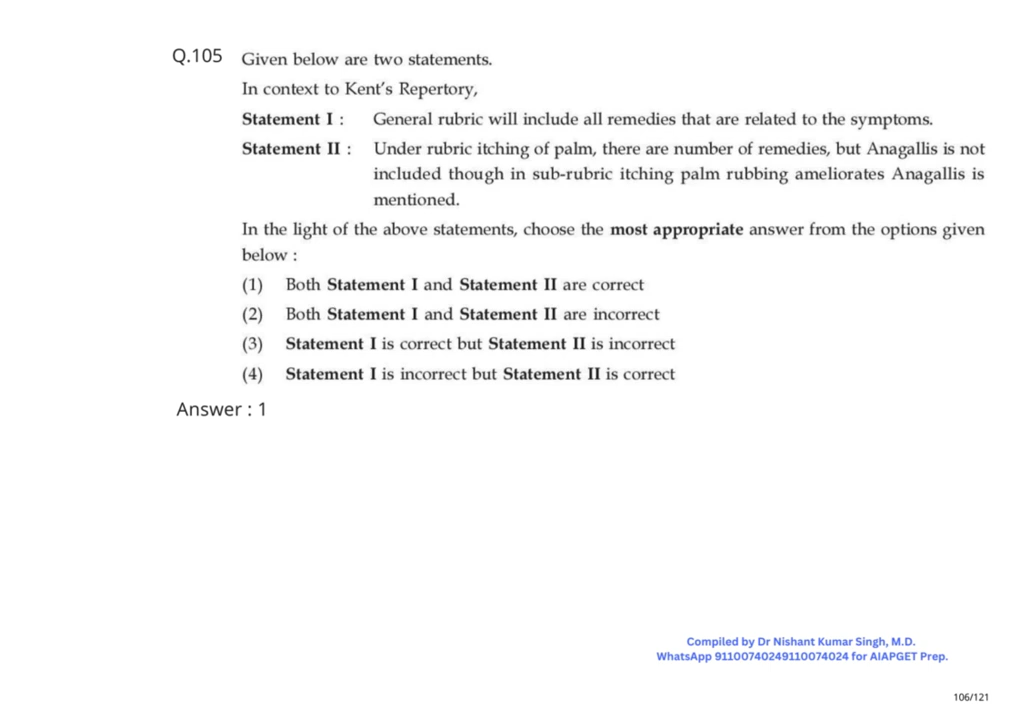 Q.105 Given below are two statements.
In context to Kent's Repertory,
Statement I : General rubric will include all remedies that are related to the symptoms.
Statement II : Under rubric itching of palm, there are number of remedies, but Anagallis is not
included though in sub-rubric itching palm rubbing ameliorates Anagallis is
mentioned.
In the light of the above statements, choose the most appropriate answer from the options given
below :
(1) Both Statement I and Statement II are correct
(2) Both Statement I and Statement II are incorrect
(3) Statement I is correct but Statement II is incorrect
(4) Statement I is incorrect but Statement II is correct
Answer : 1
Compiled by Dr Nishant Kumar Singh, M.D.
WhatsApp 91100740249110074024 for AIAPGET Prep.
106/121